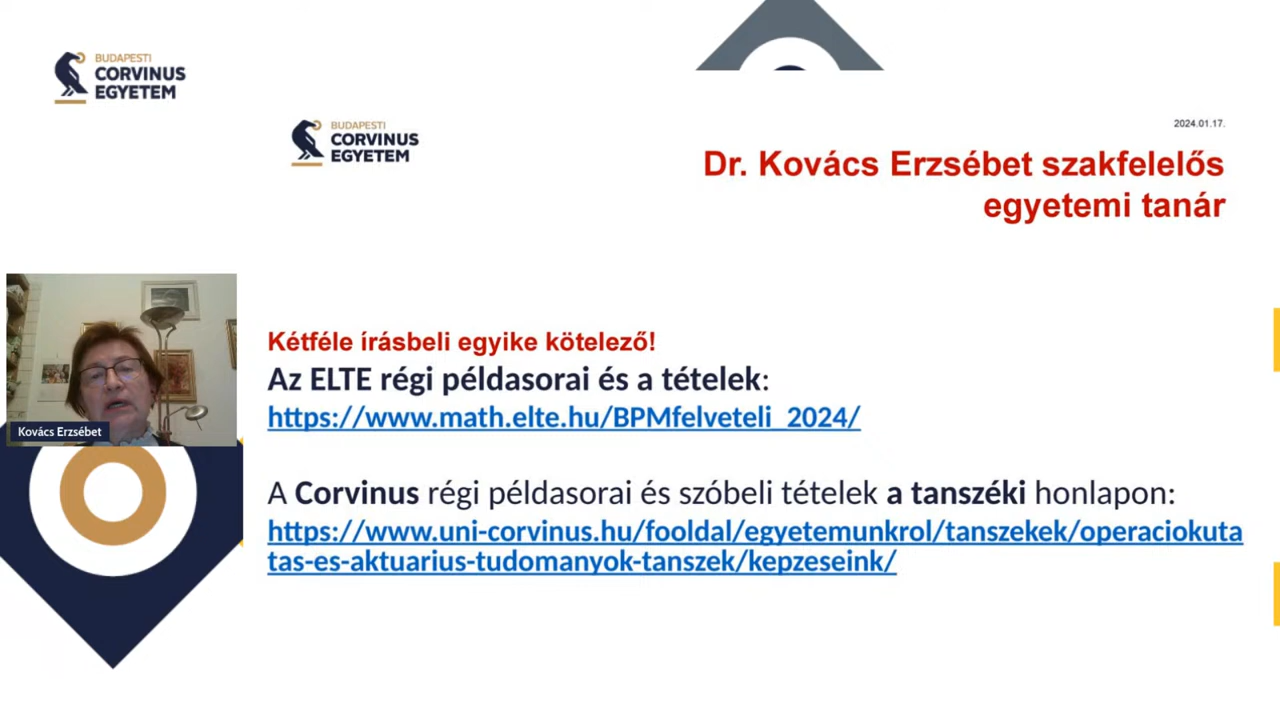 BUDAPESTI
CORVINUS
EGYETEM
BUDAPESTI
CORVINUS
EGYETEM
2024.01.17.
Dr. Kovács Erzsébet szakfelelős
egyetemi tanár
Kovács Erzsébet
Kétféle írásbeli egyike kötelező!
Az ELTE régi példasorai és a tételek:
https://www.math.elte.hu/BPMfelveteli_2024/
A Corvinus régi példasorai és szóbeli tételek a tanszéki honlapon:
https://www.uni-corvinus.hu/fooldal/egyetemunkrol/tanszekek/operaciokuta
tas-es-aktuarius-tudomanyok-tanszek/kepzeseink/